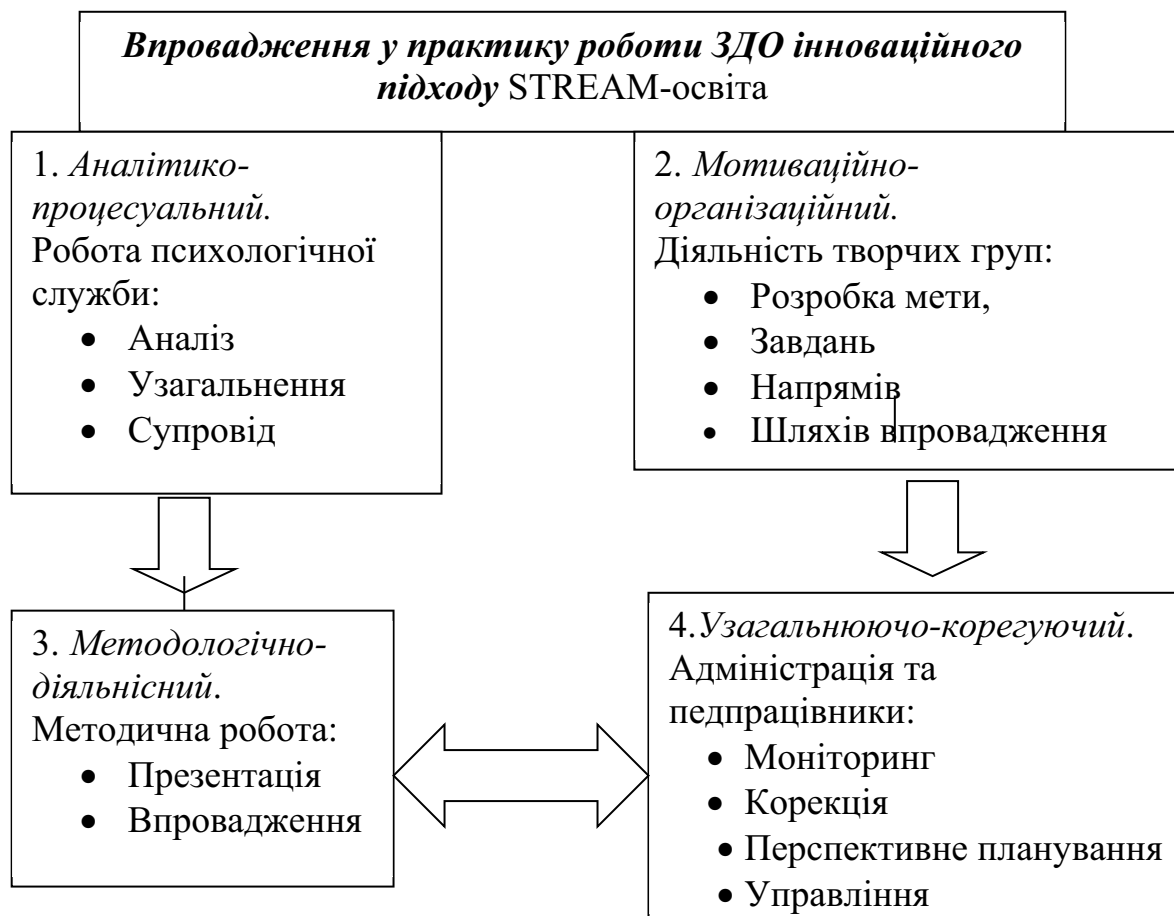 Впровадження у практику роботи ЗДО інноваційного
підходу STREAM-освіта
1. Аналітико-
процесуальний.
Робота психологічної
служби:
• Аналіз
• Узагальнення
• Супровід
2. Мотиваційно-
організаційний.
Діяльність творчих груп:
• Розробка мети,
• Завдань
• Напрямів
• Шляхів впровадження
3. Методологічно-
діяльнісний.
Методична робота:
• Презентація
• Впровадження
4.Узагальнюючо-корегуючий.
Адміністрація та
педпрацівники:
• Моніторинг
• Корекція
• Перспективне планування
• Управління